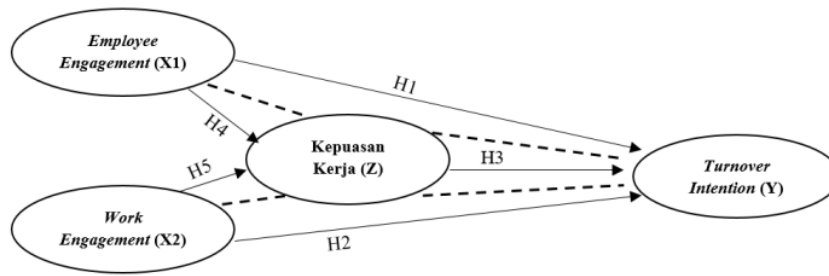 Employee
Engagement (X1)
H1
H4
Kepuasan
Kerja (Z)
H3
H5
Turnover
Intention (Y)
Work
Engagement (X2)
H2